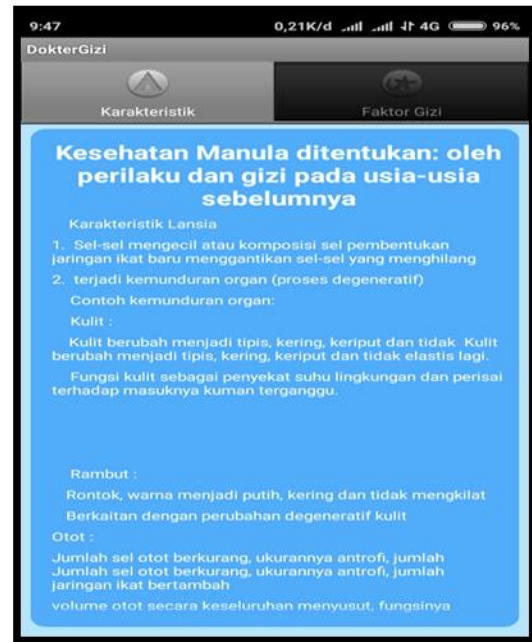 9:47 0,21K/d 4G 96%
DokterGizi
Karakteristik Faktor Gizi
Kesehatan Manula ditentukan: oleh
perilaku dan gizi pada usia-usia
sebelumnya
Karakteristik Lansia
1. Sel-sel mengecil atau komposisi sel pembentukan
jaringan ikat baru menggantikan sel-sel yang menghilang
2. terjadi kemunduran organ (proses degeneratif)
Contoh kemunduran organ:
Kulit :
Kulit berubah menjadi tipis, kering, keriput dan tidak Kulit
berubah menjadi tipis, kering, keriput dan tidak elastis lagi.
Fungsi kulit sebagai penyekat suhu lingkungan dan perisai
terhadap masuknya kuman terganggu.
Rambut :
Rontok, warna menjadi putih, kering dan tidak mengkilat
Berkaitan dengan perubahan degeneratif kulit
Otot :
Jumlah sel otot berkurang, ukurannya antrofi, jumlah
Jumlah sel otot berkurang, ukurannya antrofi, jumlah
jaringan ikat bertambah
volume otot secara keseluruhan menyusut, fungsinya